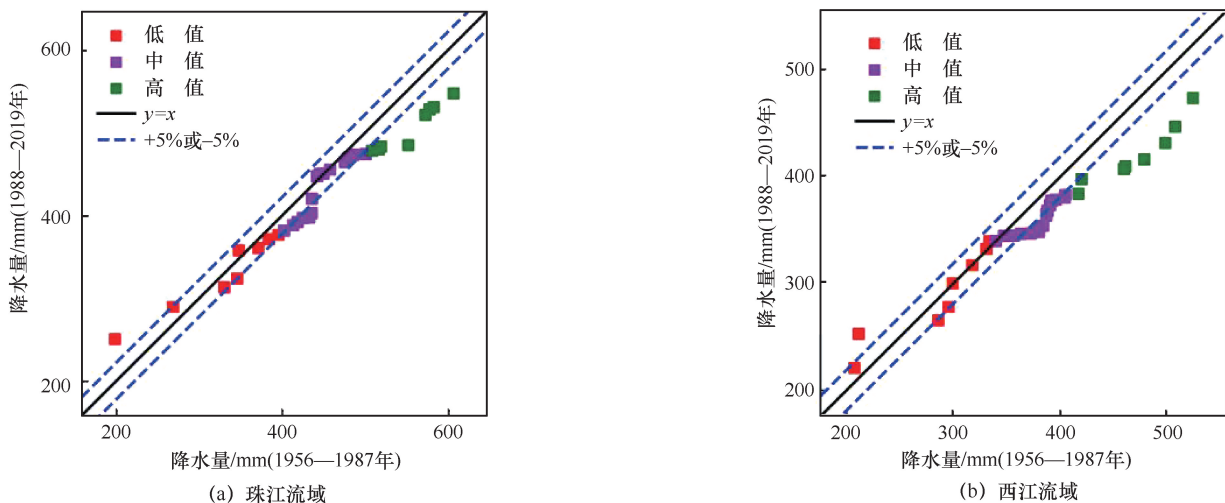 600
400
200
200
400
600
降水量/mm(1988—2019年)
低 值
中 值
高 值
y=x
+5%或–5%
降水量/mm(1956—1987年)
(a) 珠江流域
500
400
300
200
200
300
400
500
降水量/mm(1988—2019年)
低 值
中 值
高 值
y=x
+5%或–5%
降水量/mm(1956—1987年)
(b) 西江流域